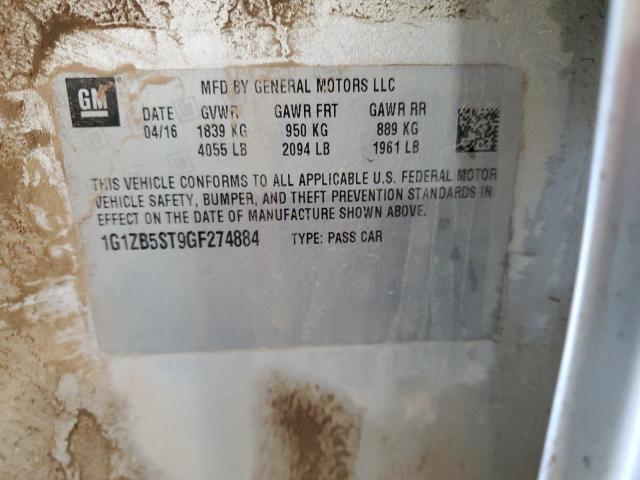 GM
MFD BY GENERAL MOTORS LLC
DATE GVWR GAWR FRT GAWR RR
04/16 1839 KG 950 KG 889 KG
4055 LB 2094 LB 1961 LB
THIS VEHICLE CONFORMS TO ALL APPLICABLE U.S. FEDERAL MOTOR
VEHICLE SAFETY, BUMPER, AND THEFT PREVENTION STANDARDS IN
EFFECT ON THE DATE OF MANUFACTURE SHOWN ABOVE.
1G1ZB5ST9GF274884 TYPE: PASS CAR